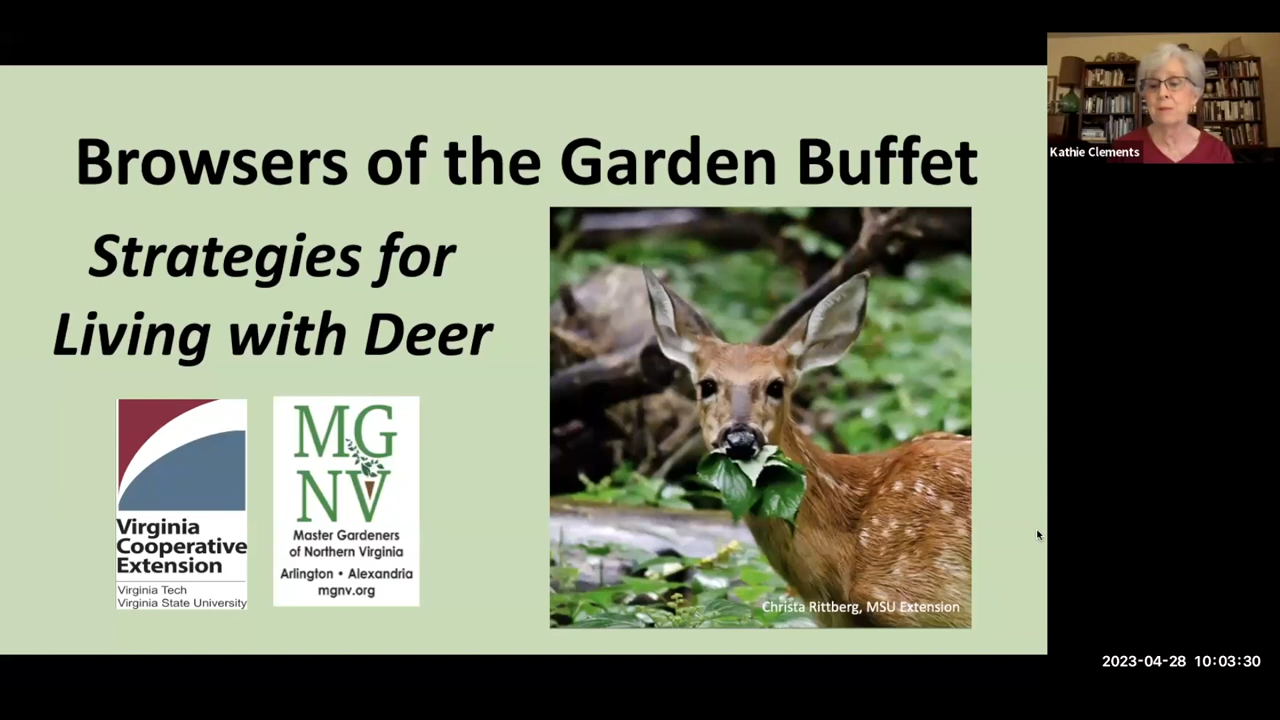 Browsers of the Garden Buffet
Strategies for
Living with Deer
Virginia
Cooperative
Extension
Virginia Tech
Virginia State University
MG
NV
Master Gardeners
of Northern Virginia
Arlington • Alexandria
mgnv.org
Christa Rittberg, MSU Extension
Kathie Clements
2023-04-28 10:03:30